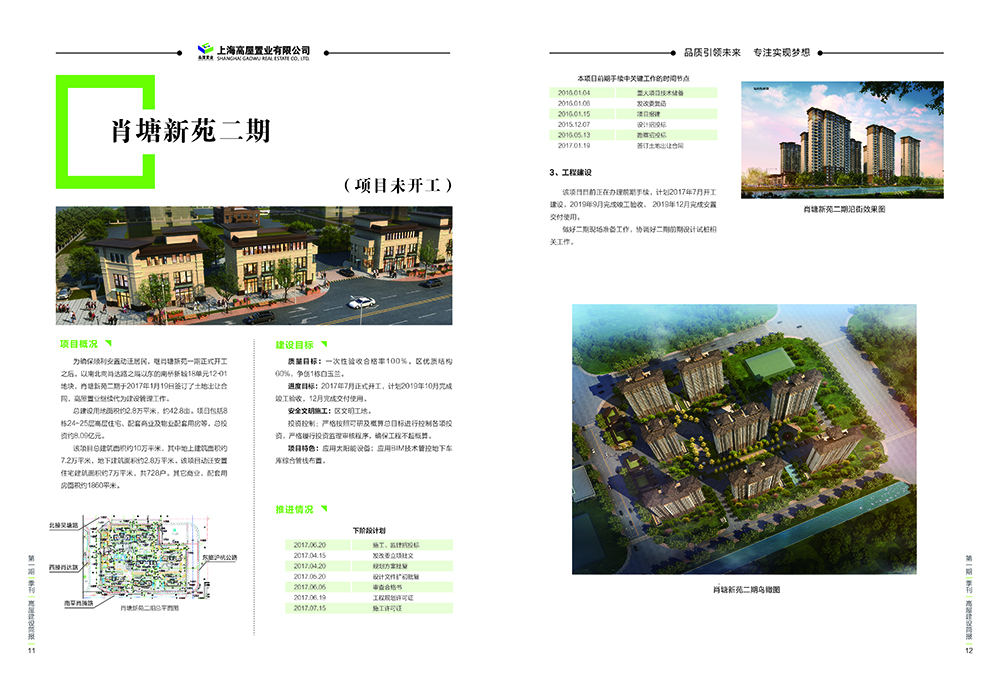 高屋置业
上海高屋置业有限公司
SHANGHAI GAOWU REAL ESTATE CO., LTD.
肖塘新苑二期
（项目未开工）
项目概况
为确保顺利安置动迁居民，继肖塘新苑一期正式开工
之后，以南北向肖达路之隔以东的南桥新城18单元12-01
地块，肖塘新苑二期于2017年1月19日签订了土地出让合
同，高屋置业继续代为建设管理工作。
总建设用地面积约2.8万平米，约42.8亩。项目包括8
栋24-25层高层住宅、配套商业及物业配套用房等，总投
资约8.09亿元。
该项目总建筑面积约10万平米，其中地上建筑面积约
7.2万平米，地下建筑面积约2.8万平米。该项目动迁安置
住宅建筑面积约7万平米，共728户，其它商业、配套用
房面积约1860平米。
北接吴塘路
西接肖达路
东临沪杭公路
南至肖瑞路
肖塘新苑二期总平面图
建设目标
质量目标：一次性验收合格率100%。区优质结构
60%，争创1栋白玉兰。
进度目标：2017年7月正式开工，计划2019年10月完成
竣工验收，12月完成交付使用。
安全文明施工：区文明工地。
投资控制：严格按照可研及概算总目标进行控制各项投
资，严格履行投资监理审核程序，确保工程不超概算。
项目特色：应用太阳能设备；应用BIM技术管控地下车
库综合管线布置。
推进情况
下阶段计划
2017.06.20 施工、监理招投标
2017.04.15 发改委立项批文
2017.04.20 规划方案批复
2017.05.20 设计文件扩初批复
2017.06.05 审查合格书
2017.06.19 工程规划许可证
2017.07.15 施工许可证
第一期
季刊
高屋建设简报
11
品质引领未来 专注实现梦想
本项目前期手续中关键工作的时间节点
2016.01.04 重大项目技术储备
2016.01.06 发改委复函
2016.01.15 项目报建
2015.12.07 设计招投标
2016.05.13 勘察招投标
2017.01.19 签订土地出让合同
3、工程建设
该项目目前正在办理前期手续，计划2017年7月开工
建设，2019年9月完成竣工验收，2019年12月完成安置
交付使用。
做好二期现场准备工作，协调好二期前期设计试桩相
关工作。
肖塘新苑二期沿街效果图
肖塘新苑二期鸟瞰图
第一期
季刊
高屋建设简报
12